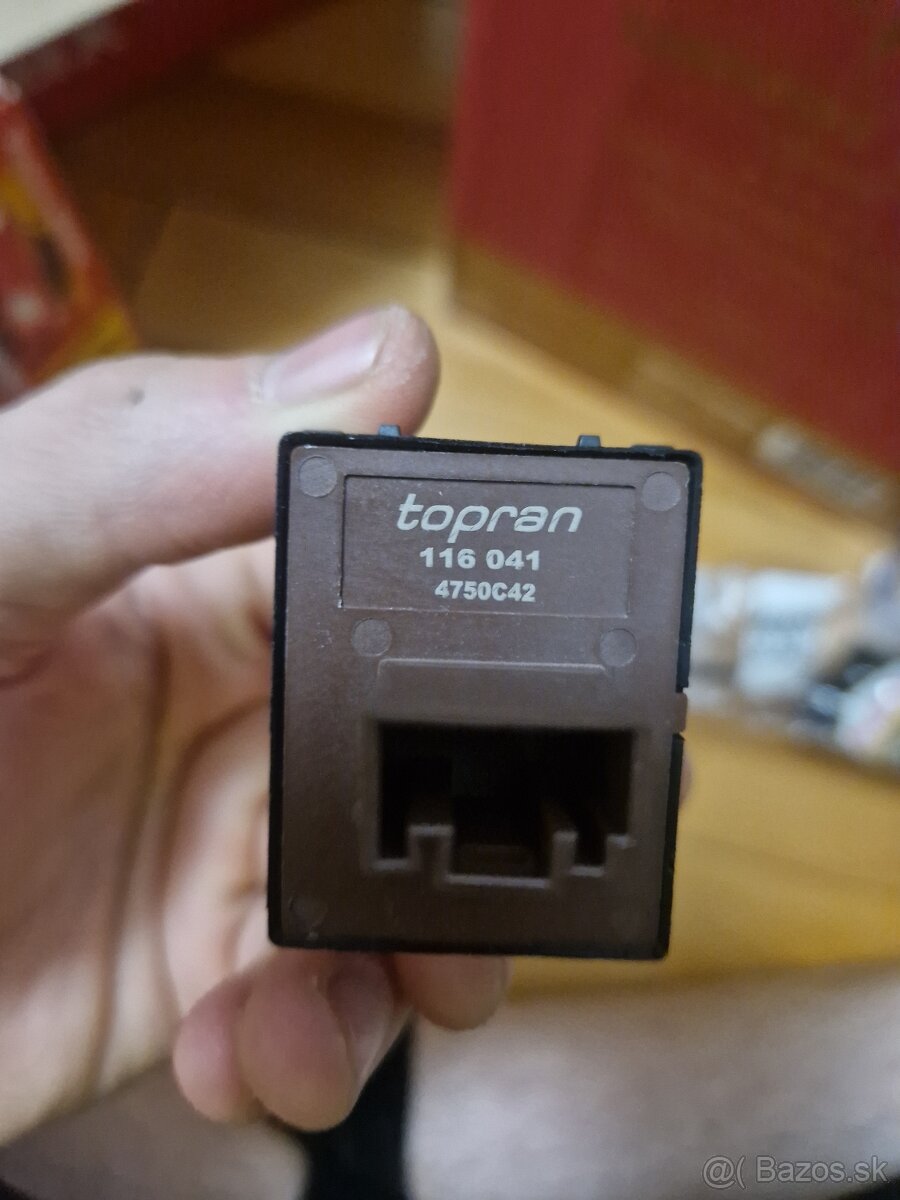 topran
116 041
4750C42
@( Bazos.sk